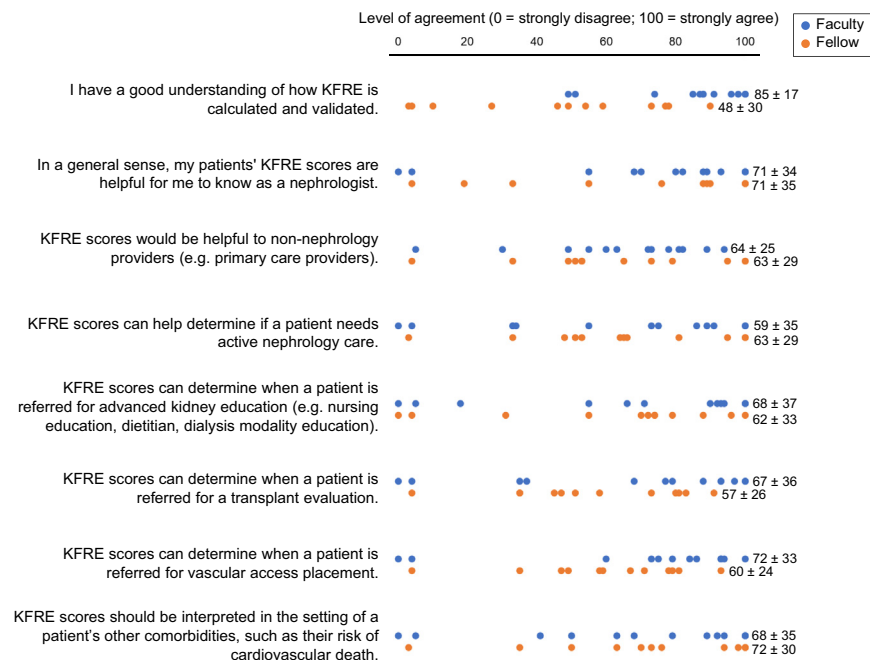 Level of agreement (0 = strongly disagree; 100 = strongly agree)
Faculty
Fellow
0 20 40 60 80 100
I have a good understanding of how KFRE is
calculated and validated.
85 ± 17
48 ± 30
In a general sense, my patients' KFRE scores are
helpful for me to know as a nephrologist.
71 ± 34
71 ± 35
KFRE scores would be helpful to non-nephrology
providers (e.g. primary care providers).
64 ± 25
63 ± 29
KFRE scores can help determine if a patient needs
active nephrology care.
59 ± 35
63 ± 29
KFRE scores can determine when a patient is
referred for advanced kidney education (e.g. nursing
education, dietitian, dialysis modality education).
68 ± 37
62 ± 33
KFRE scores can determine when a patient is
referred for a transplant evaluation.
67 ± 36
57 ± 26
KFRE scores can determine when a patient is
referred for vascular access placement.
72 ± 33
60 ± 24
KFRE scores should be interpreted in the setting of a
patient’s other comorbidities, such as their risk of
cardiovascular death.
68 ± 35
72 ± 30